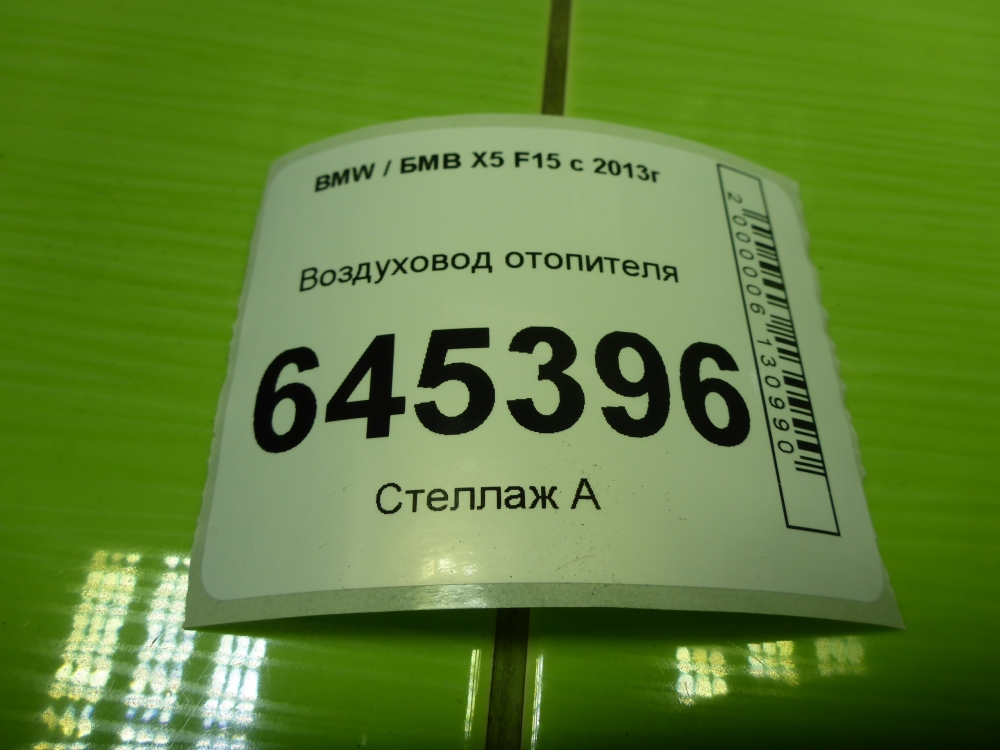 BMW / БМВ X5 F15 с 2013г
Воздуховод отопителя
645396
Стеллаж А
2000006130990